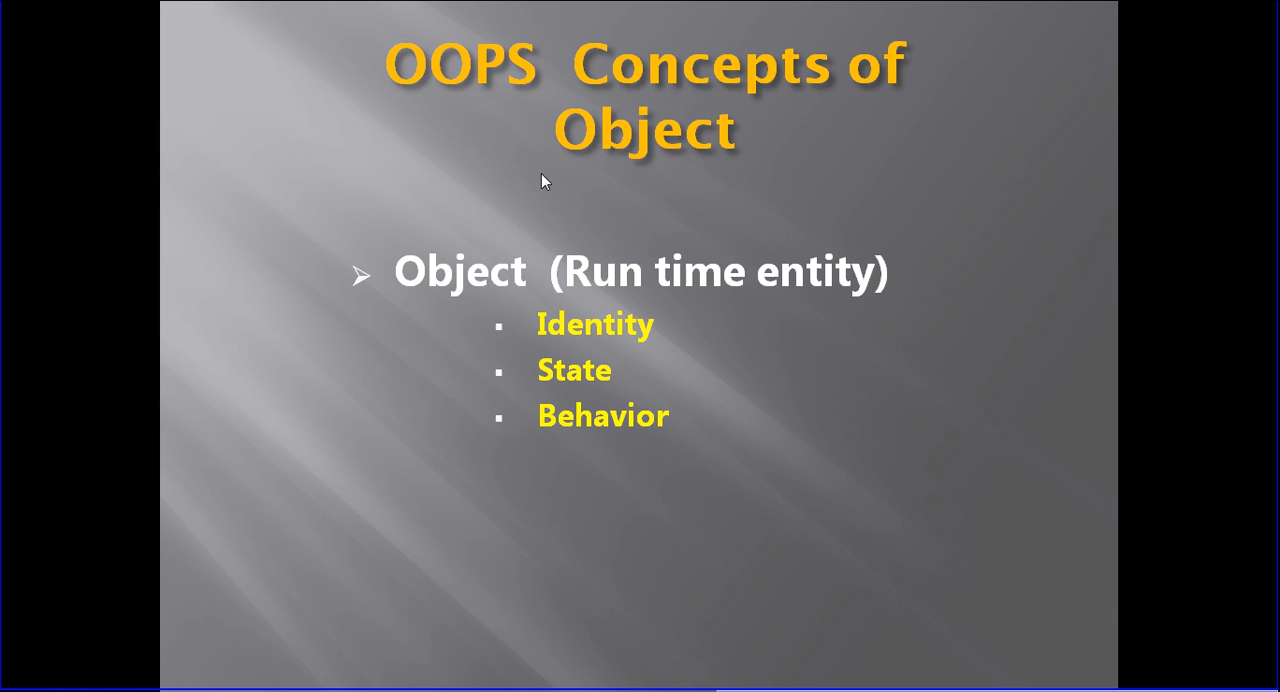 OOPS Concepts of
Object
Object (Run time entity)
Identity
State
Behavior